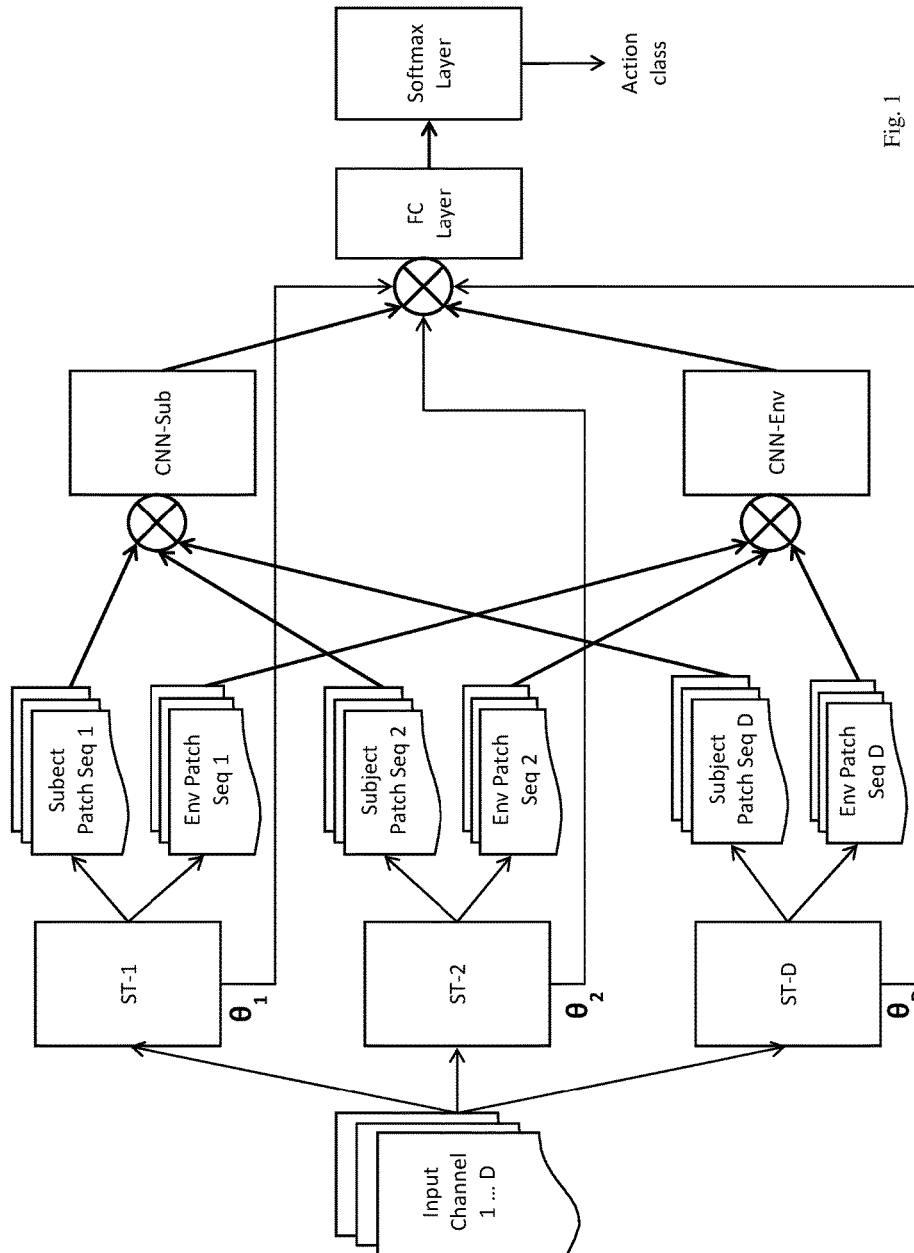 Input
Channel
1 ... D
ST-1
θ1
ST-2
θ2
ST-D
Subect
Patch Seq 1
Env Patch
Seq 1
Subject
Patch Seq 2
Env Patch
Seq 2
Subject
Patch Seq D
Env Patch
Seq D
CNN-Sub
CNN-Env
FC
Layer
Softmax
Layer
Action
class
Fig. 1